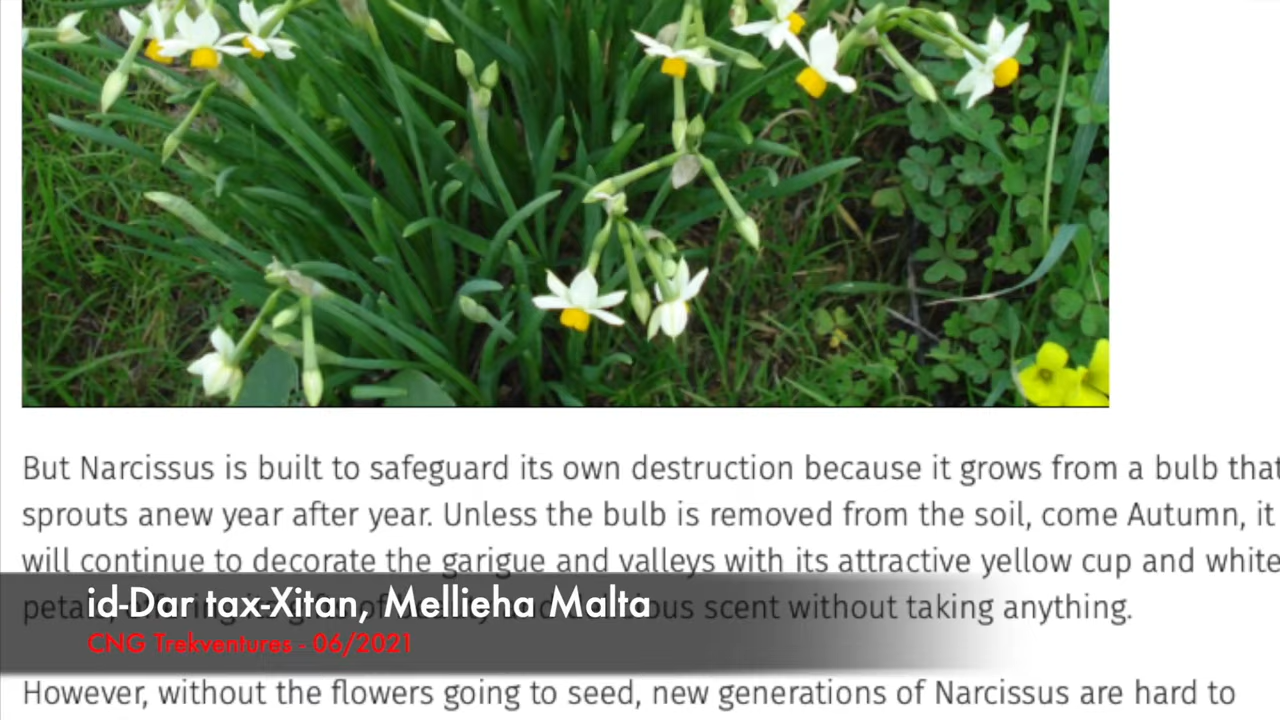 But Narcissus is built to safeguard its own destruction because it grows from a bulb that
sprouts anew year after year. Unless the bulb is removed from the soil, come Autumn, it
will continue to decorate the garigue and valleys with its attractive yellow cup and white
id-Dar tax-Xitan, Mellieha Malta
scent without taking anything.
CNG Trekventures - 06/2021
However, without the flowers going to seed, new generations of Narcissus are hard to